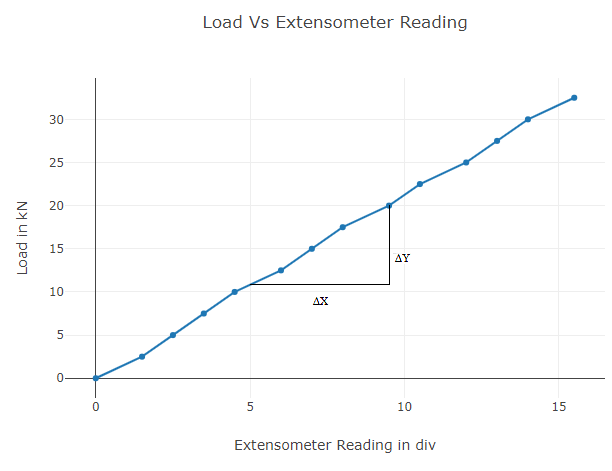 Load Vs Extensometer Reading
Load in kN
30
25
20
15
10
5
0
ΔY
ΔX
0 5 10 15
Extensometer Reading in div